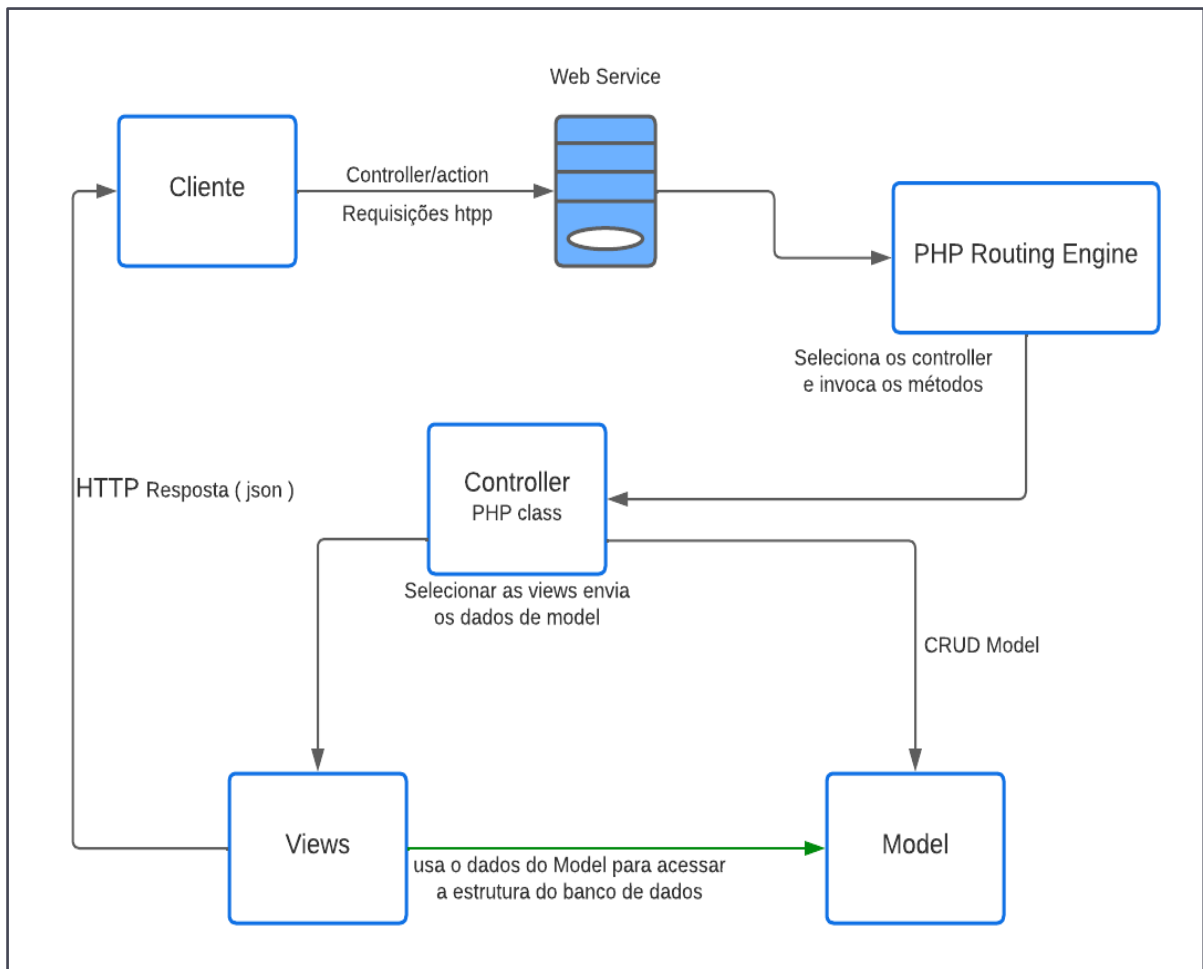 Web Service
Cliente
Controller/action
Requisições htpp
PHP Routing Engine
Seleciona os controller
e invoca os métodos
Controller
PHP class
HTTP Resposta ( json )
Selecionar as views envia
os dados de model
CRUD Model
Views
usa o dados do Model para acessar
a estrutura do banco de dados
Model